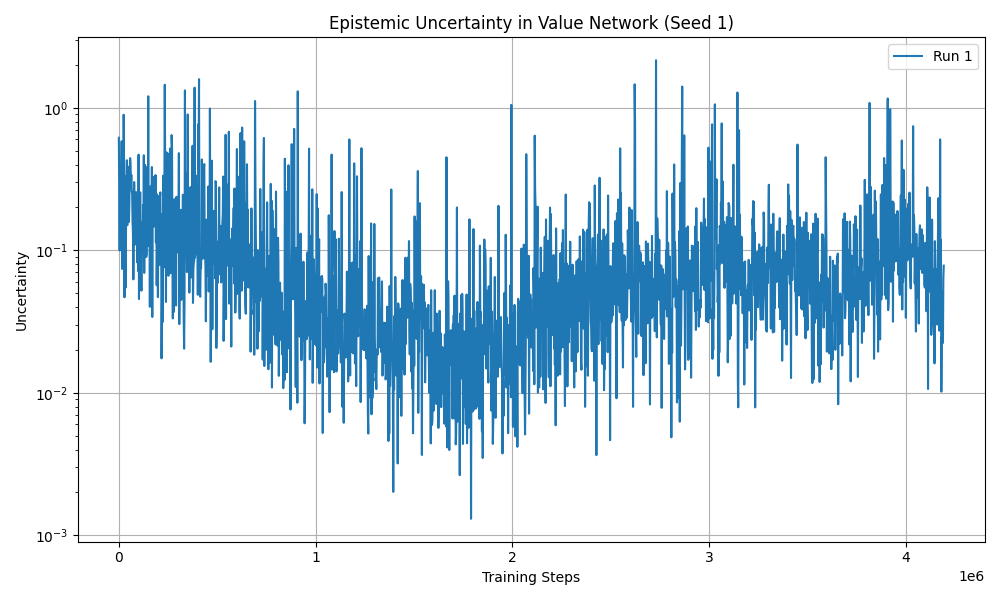 Epistemic Uncertainty in Value Network (Seed 1)
Run 1
Uncertainty
10^0
10^-1
10^-2
10^-3
0 1 2 3 4
1e6
Training Steps